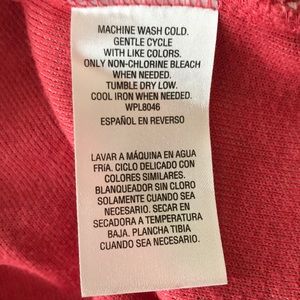 MACHINE WASH COLD.
GENTLE CYCLE
WITH LIKE COLORS.
ONLY NON-CHLORINE BLEACH
WHEN NEEDED.
TUMBLE DRY LOW.
COOL IRON WHEN NEEDED.
WPL8046
ESPAÑOL EN REVERSO
LAVAR A MÁQUINA EN AGUA
FRIA. CICLO DELICADO CON
COLORES SIMILARES.
BLANQUEADOR SIN CLORO
SOLAMENTE CUANDO SEA
NECESARIO. SECAR EN
SECADORA A TEMPERATURA
BAJA. PLANCHA TIBIA
CUANDO SEA NECESARIO.